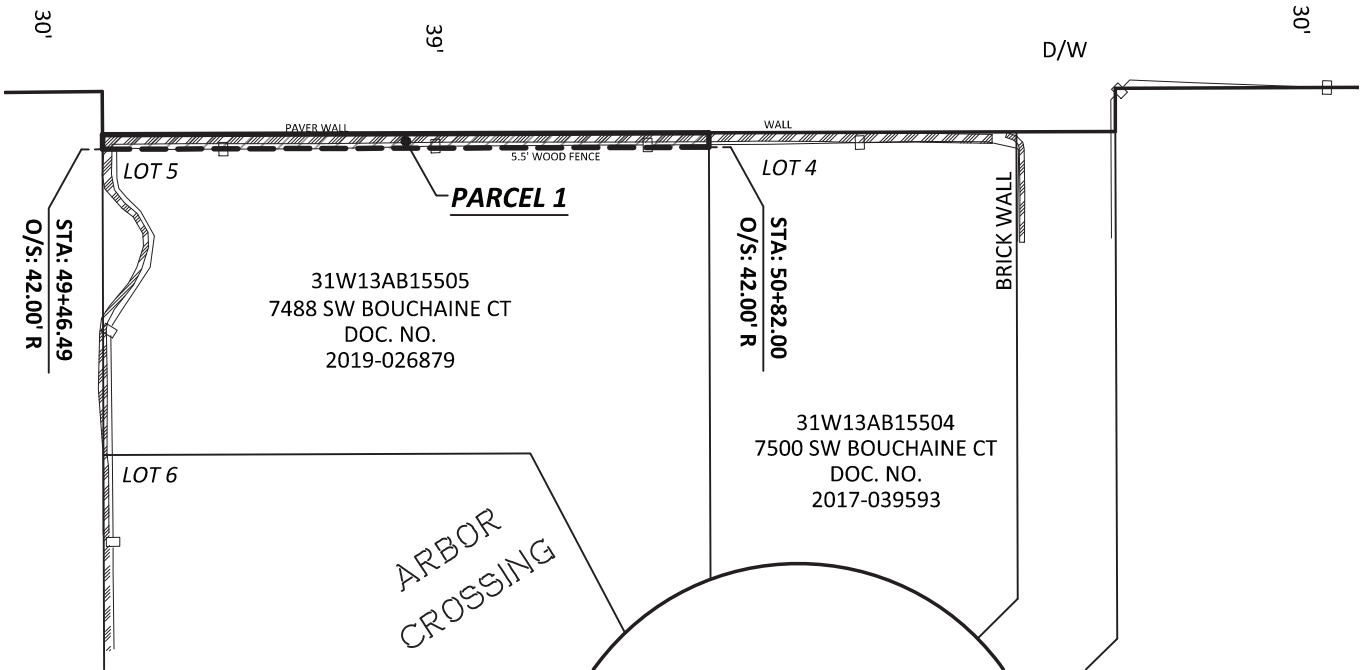 30'
39'
D/W
30'
PAVER WALL
WALL
5.5' WOOD FENCE
LOT 5
PARCEL 1
LOT 4
STA: 49+46.49
O/S: 42.00' R
STA: 50+82.00
O/S: 42.00' R
BRICK WALL
31W13AB15505
7488 SW BOUCHAINE CT
DOC. NO.
2019-026879
31W13AB15504
7500 SW BOUCHAINE CT
DOC. NO.
2017-039593
LOT 6
ARBOR
CROSSING